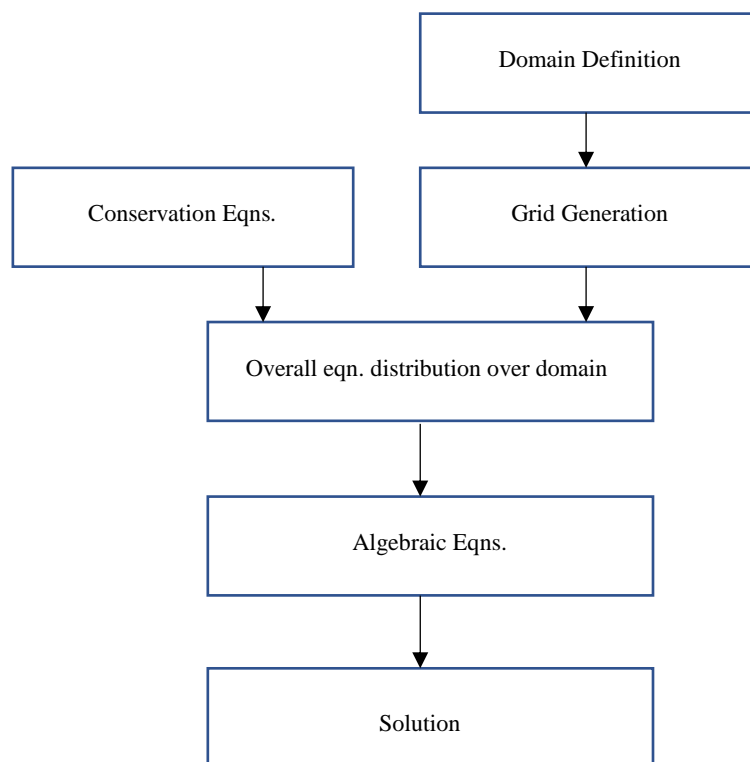 Domain Definition
Conservation Eqns.
Grid Generation
Overall eqn. distribution over domain
Algebraic Eqns.
Solution